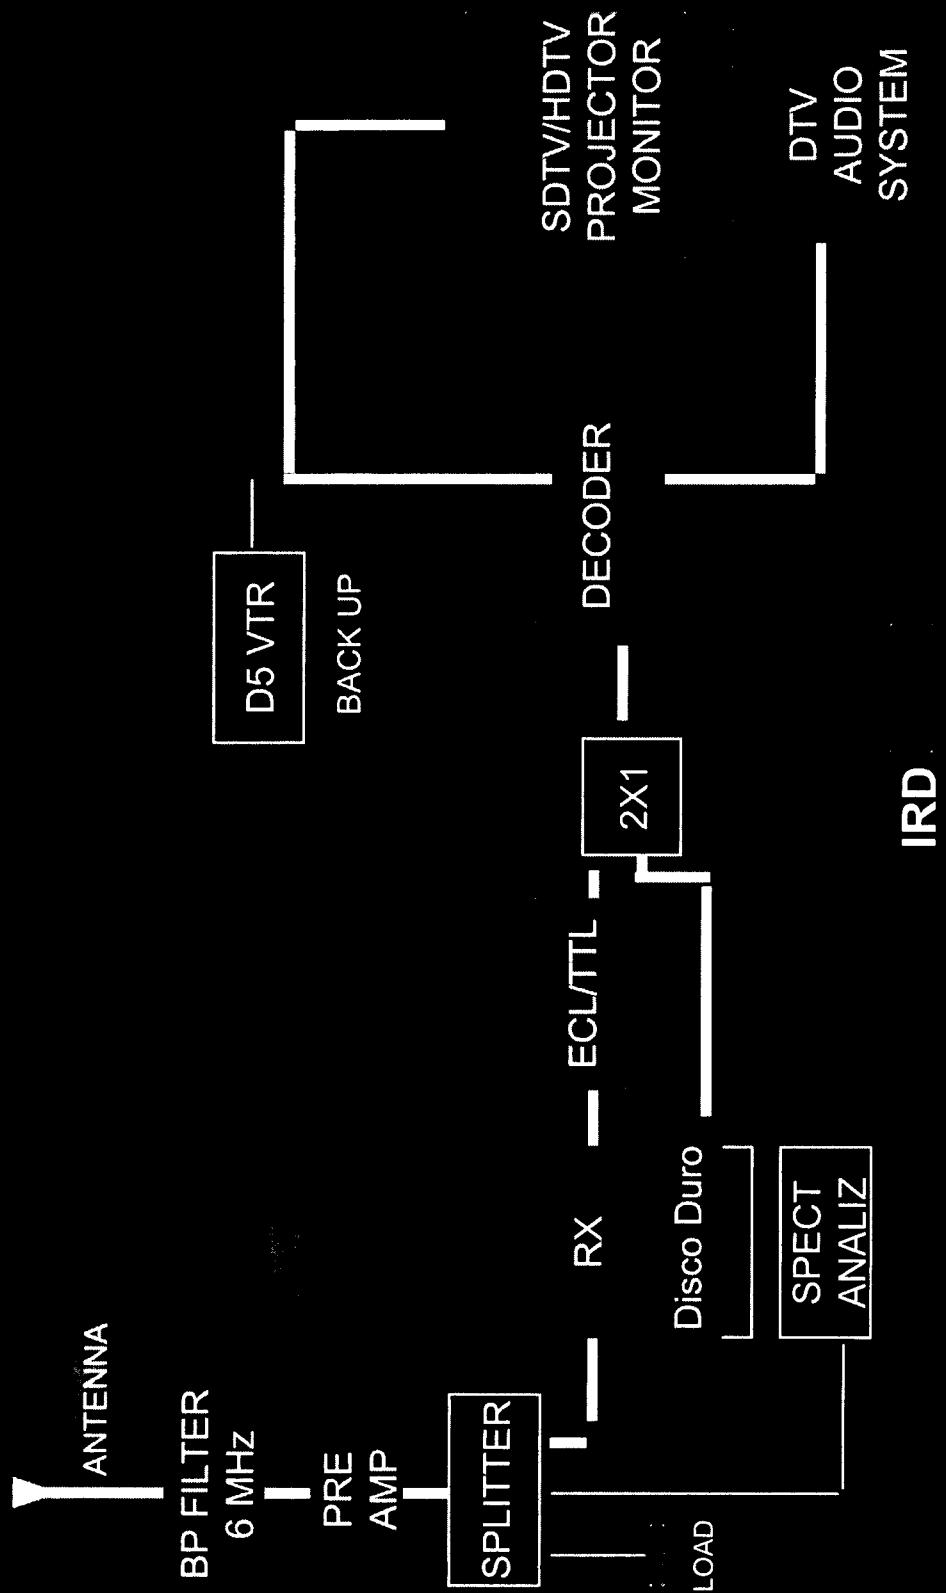 ANTENNA
BP FILTER
6 MHz
PRE
AMP
SPLITTER
LOAD
RX
ECL/TTL
Disco Duro
SPECT
ANALIZ
2X1
DECODER
D5 VTR
BACK UP
SDTV/HDTV
PROJECTOR
MONITOR
DTV
AUDIO
SYSTEM
IRD